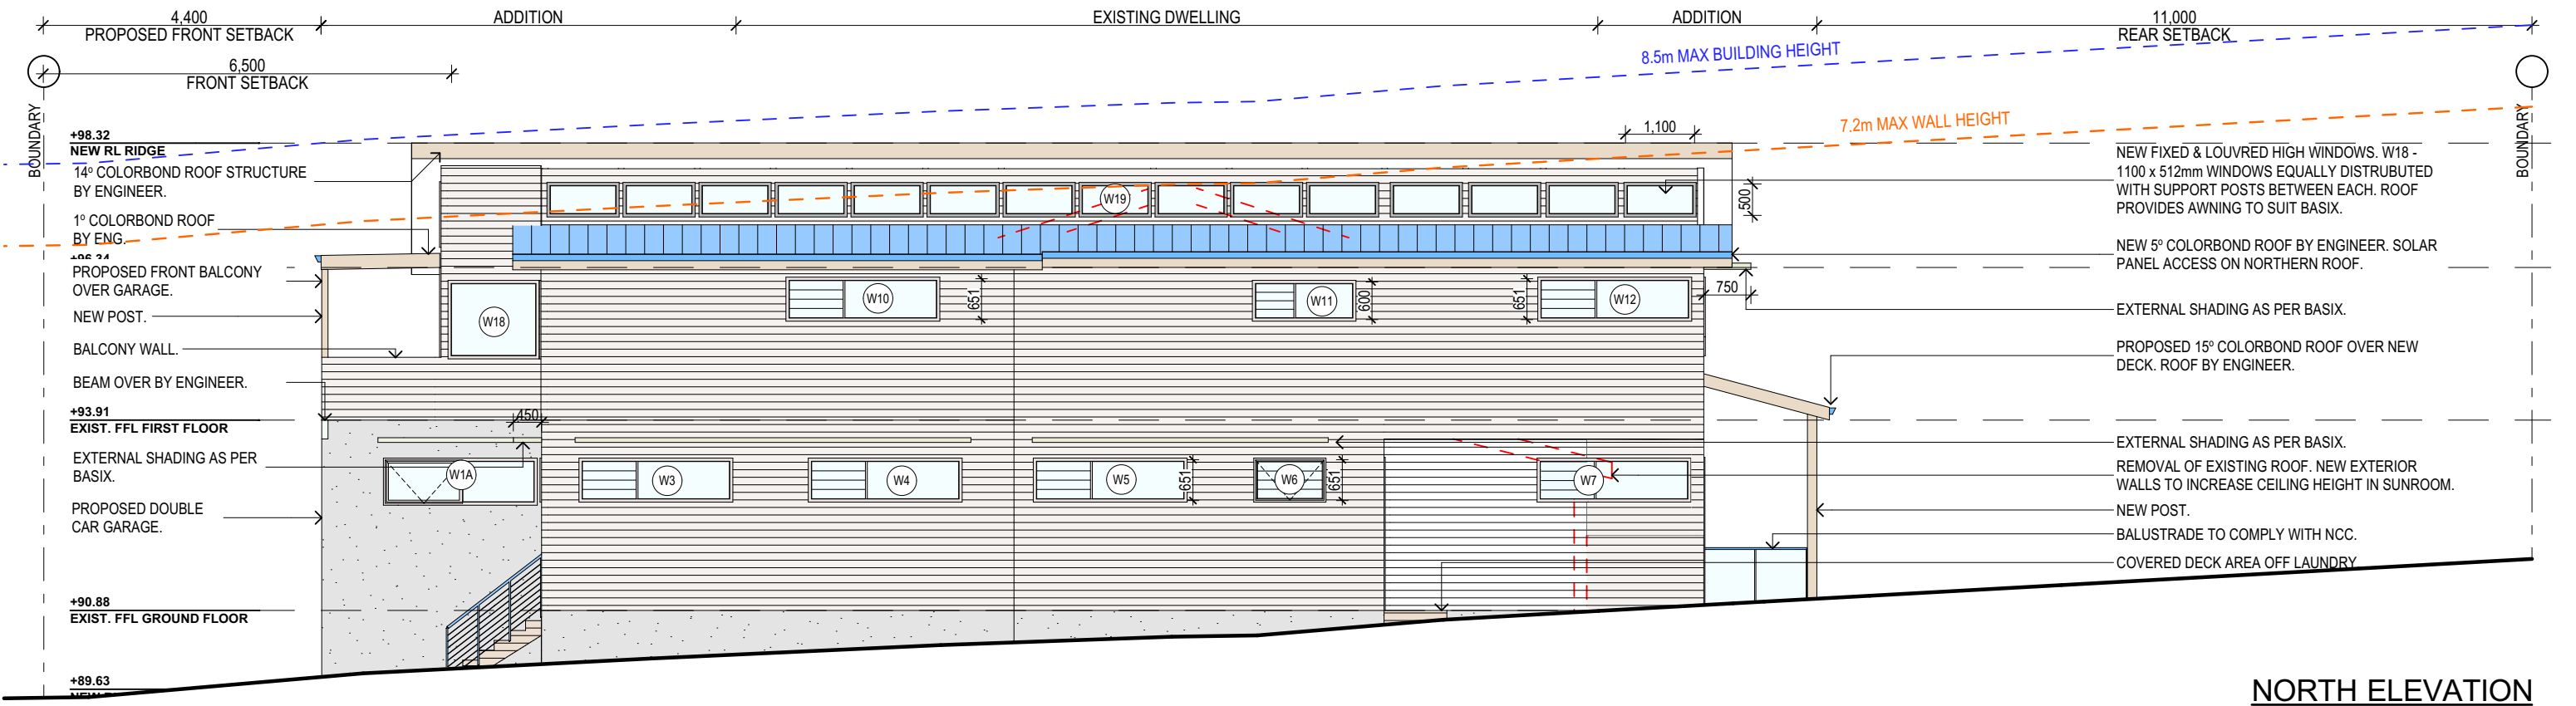 4,400
PROPOSED FRONT SETBACK
ADDITION
EXISTING DWELLING
ADDITION
11,000
REAR SETBACK
6,500
FRONT SETBACK
8.5m MAX BUILDING HEIGHT
7.2m MAX WALL HEIGHT
BOUNDARY
BOUNDARY
1,100
+98.32
NEW RL RIDGE
14º COLORBOND ROOF STRUCTURE
BY ENGINEER.
1º COLORBOND ROOF
BY ENG.
+96.34
PROPOSED FRONT BALCONY
OVER GARAGE.
NEW POST.
BALCONY WALL.
BEAM OVER BY ENGINEER.
+93.91
EXIST. FFL FIRST FLOOR
EXTERNAL SHADING AS PER
BASIX.
PROPOSED DOUBLE
CAR GARAGE.
+90.88
EXIST. FFL GROUND FLOOR
+89.63
W19
500
W18
W10
651
W11
600
651
W12
750
450
W1A
W3
W4
W5
651
W6
651
W7
NEW FIXED & LOUVRED HIGH WINDOWS. W18 -
1100 x 512mm WINDOWS EQUALLY DISTRUBUTED
WITH SUPPORT POSTS BETWEEN EACH. ROOF
PROVIDES AWNING TO SUIT BASIX.
NEW 5º COLORBOND ROOF BY ENGINEER. SOLAR
PANEL ACCESS ON NORTHERN ROOF.
EXTERNAL SHADING AS PER BASIX.
PROPOSED 15º COLORBOND ROOF OVER NEW
DECK. ROOF BY ENGINEER.
EXTERNAL SHADING AS PER BASIX.
REMOVAL OF EXISTING ROOF. NEW EXTERIOR
WALLS TO INCREASE CEILING HEIGHT IN SUNROOM.
NEW POST.
BALUSTRADE TO COMPLY WITH NCC.
COVERED DECK AREA OFF LAUNDRY
NORTH ELEVATION